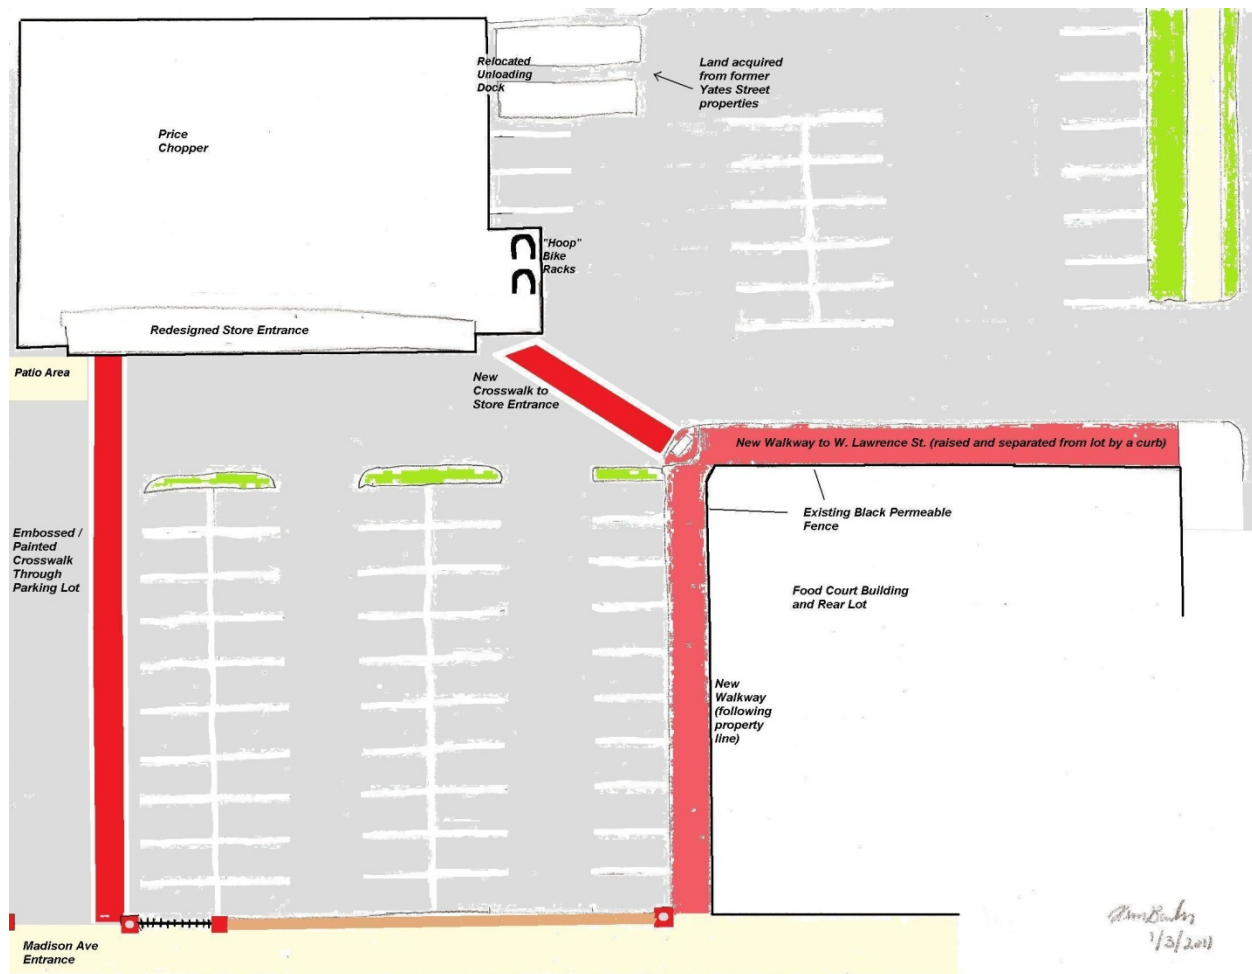 Relocated
Unloading
Dock
Land acquired
from former
Yates Street
properties
Price
Chopper
"Hoop"
Bike
Racks
Redesigned Store Entrance
Patio Area
New
Crosswalk to
Store Entrance
New Walkway to W. Lawrence St. (raised and separated from lot by a curb)
Existing Black Permeable
Fence
Embossed /
Painted
Crosswalk
Through
Parking Lot
Food Court Building
and Rear Lot
New
Walkway
(following
property
line)
Madison Ave
Entrance
1/3/2011